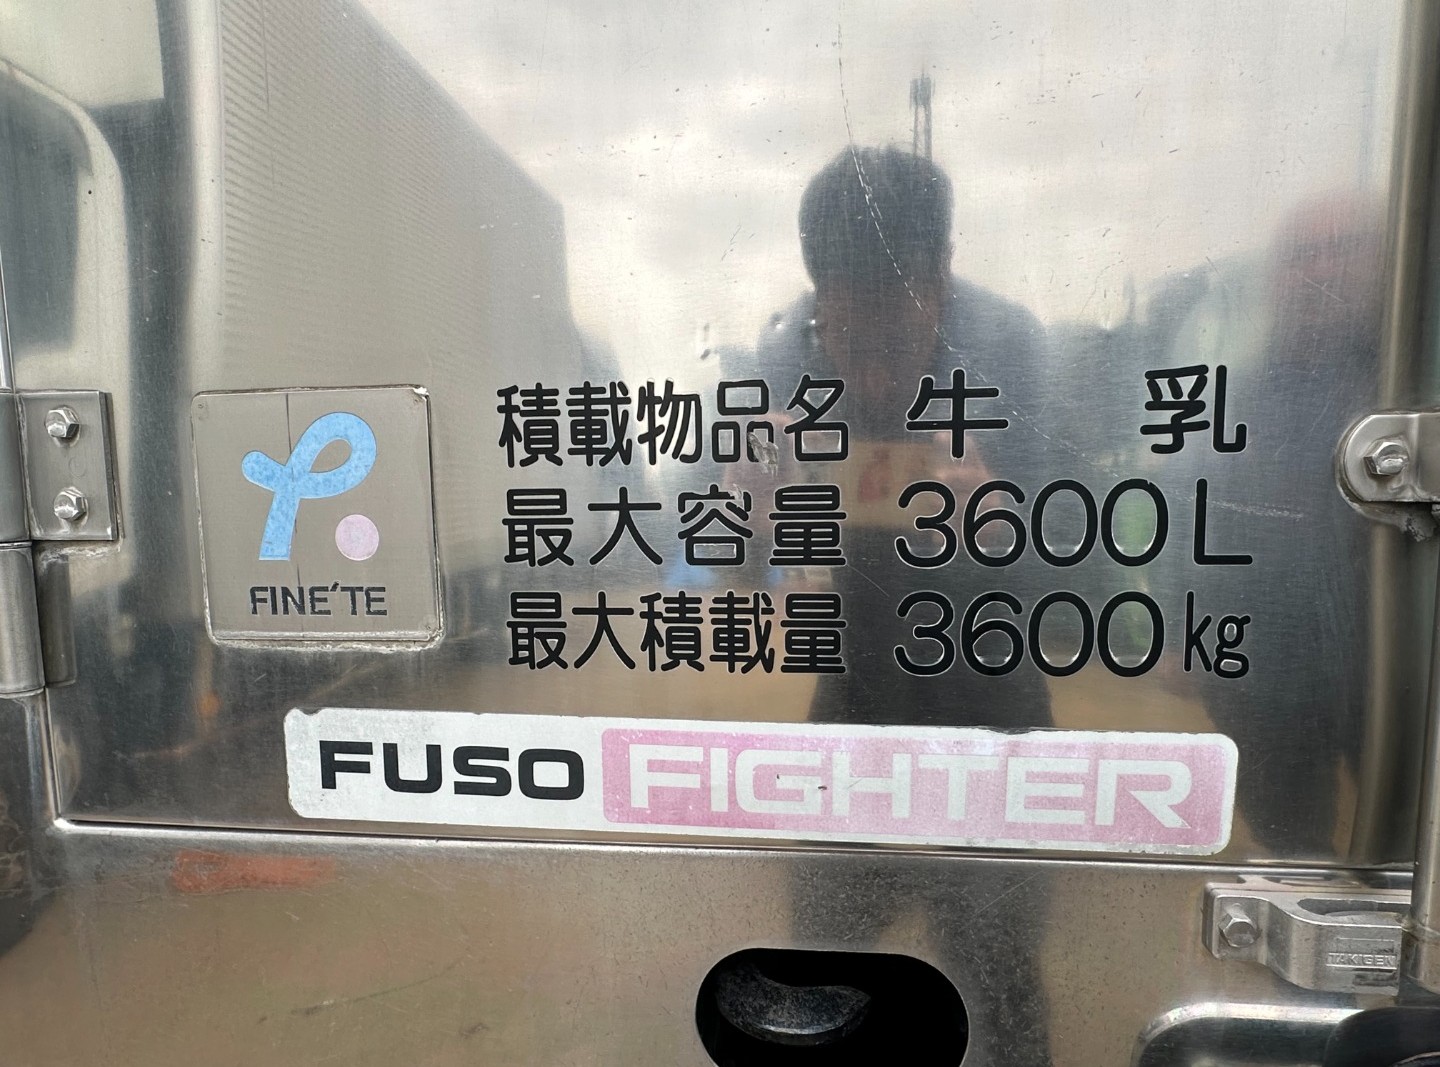 積載物品名 牛 乳
最大容量 3600L
最大積載量 3600kg
FINE'TE
FUSO FIGHTER
TAKIGEN